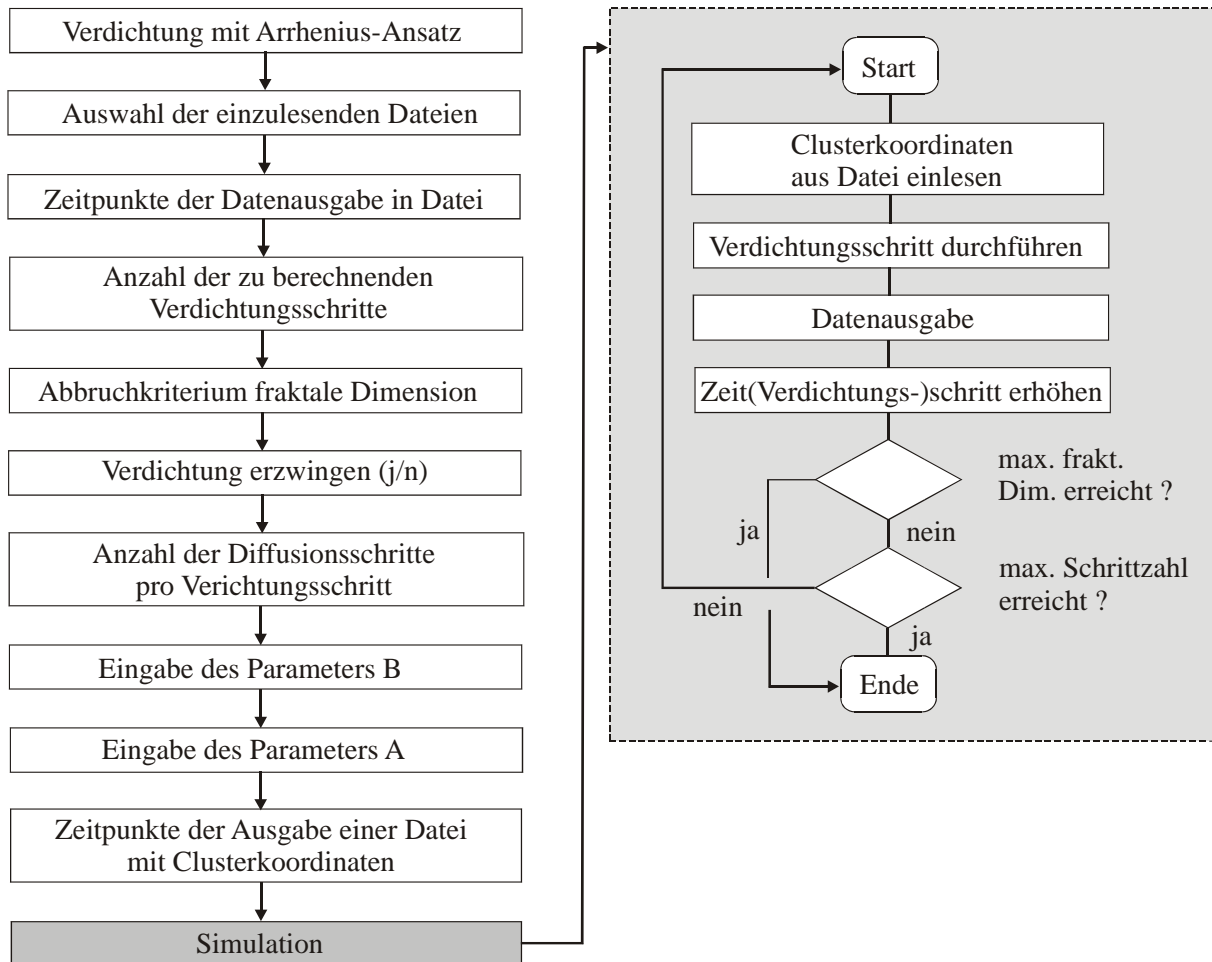 Verdichtung mit Arrhenius-Ansatz
Auswahl der einzulesenden Dateien
Zeitpunkte der Datenausgabe in Datei
Anzahl der zu berechnenden
Verdichtungsschritte
Abbruchkriterium fraktale Dimension
Verdichtung erzwingen (j/n)
Anzahl der Diffusionsschritte
pro Verichtungsschritt
Eingabe des Parameters B
Eingabe des Parameters A
Zeitpunkte der Ausgabe einer Datei
mit Clusterkoordinaten
Simulation
Start
Clusterkoordinaten
aus Datei einlesen
Verdichtungsschritt durchführen
Datenausgabe
Zeit(Verdichtungs-)schritt erhöhen
max. frakt.
Dim. erreicht ?
ja
nein
max. Schrittzahl
erreicht ?
nein
ja
Ende